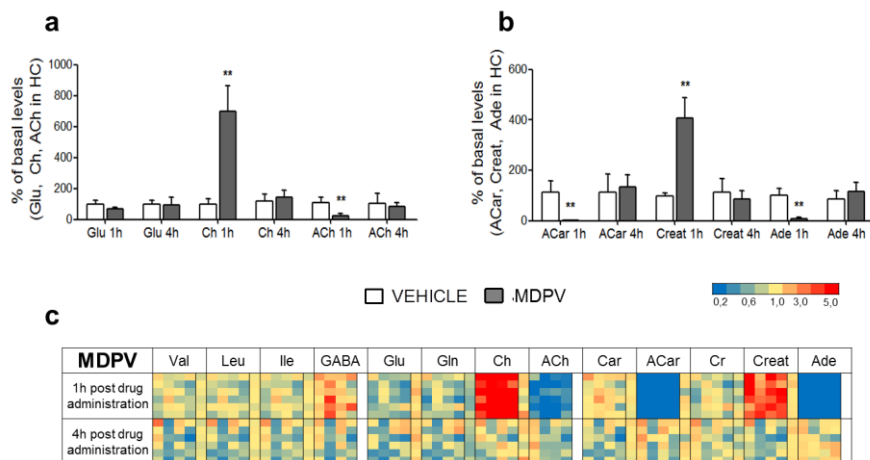 a
b
% of basal levels
(Glu, Ch, ACh in HC)
1000
800
600
400
200
0
**
**
Glu 1h
Glu 4h
Ch 1h
Ch 4h
ACh 1h
ACh 4h
% of basal levels
(ACar, Creat, Ade in HC)
600
400
200
0
**
**
**
ACar 1h
ACar 4h
Creat 1h
Creat 4h
Ade 1h
Ade 4h
VEHICLE
.MDPV
0,2 0,6 1,0 3,0 5,0
c
MDPV Val Leu Ile GABA Glu Gln Ch ACh Car ACar Cr Creat Ade
1h post drug
administration
4h post drug
administration